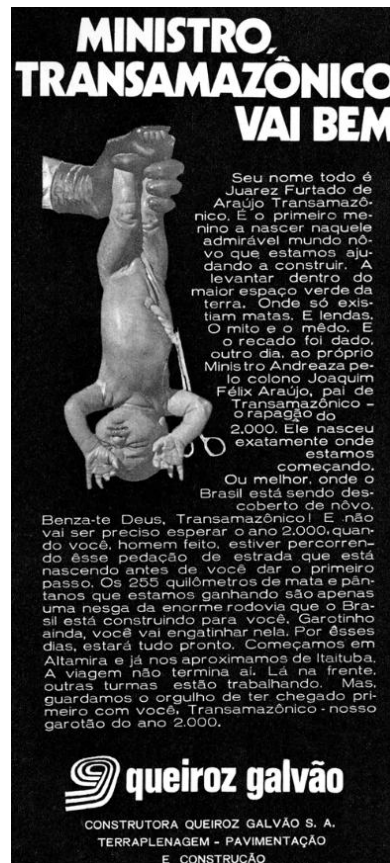 MINISTRO,
TRANSAMAZÔNICO
VAI BEM
Seu nome todo é
Juarez Furtado de
Araújo Transamazô-
nico. É o primeiro me-
nino a nascer naquele
admirável mundo nô-
vo que estamos aju-
dando a construir. A
levantar dentro do
maior espaço verde da
terra. Onde só exis-
tiam matas. E lendas.
O mito e o mêdo. E
o recado foi dado,
outro dia, ao próprio
Ministro Andreaza pe-
lo colono Joaquim
Félix Araújo, pai de
Transamazônico -
o rapagão do
2.000. Ele nasceu
exatamente onde
estamos
começando.
Ou melhor, onde o
Brasil está sendo des-
coberto de nôvo.
Benza-te Deus, Transamazônico! E não
vai ser preciso esperar o ano 2.000, quan-
do você, homem feito, estiver percorren-
do êsse pedação de estrada que está
nascendo antes de você dar o primeiro
passo. Os 255 quilômetros de mata e pân-
tanos que estamos ganhando são apenas
uma nesga da enorme rodovia que o Bra-
sil está construindo para você. Garotinho
ainda, você vai engatinhar nela. Por êsses
dias, estará tudo pronto. Começamos em
Altamira e já nos aproximamos de Itaituba.
A viagem não termina aí. Lá na frente,
outras turmas estão trabalhando. Mas,
guardamos o orgulho de ter chegado pri-
meiro com você, Transamazônico - nosso
garotão do ano 2.000.
queiroz galvão
CONSTRUTORA QUEIROZ GALVÃO S. A.
TERRAPLENAGEM - PAVIMENTAÇÃO
E CONSTRUÇÃO